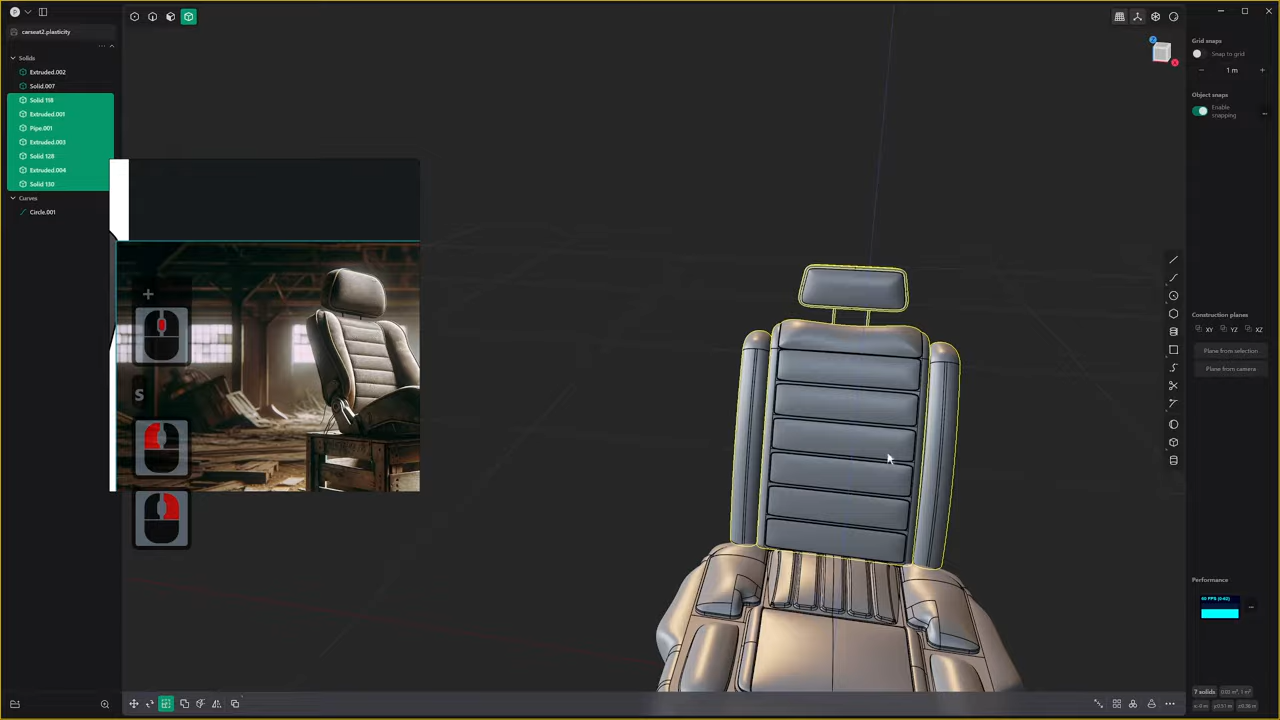 carseat2.plasticity
Solids
Extruded.002
Solid.007
Solid 118
Extruded.001
Pipe.001
Extruded.003
Solid 128
Extruded.004
Solid 130
Curves
Circle.001
S
Grid snaps
Snap to grid
1 m
Object snaps
Enable
snapping
Construction planes
XY
YZ
XZ
Plane from selection
Plane from camera
Performance
7 solids